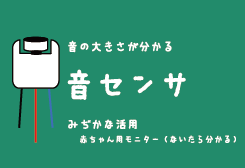 音の大きさが分かる
音センサ
みぢかな活用
赤ちゃん用モニター（ないたら分かる）